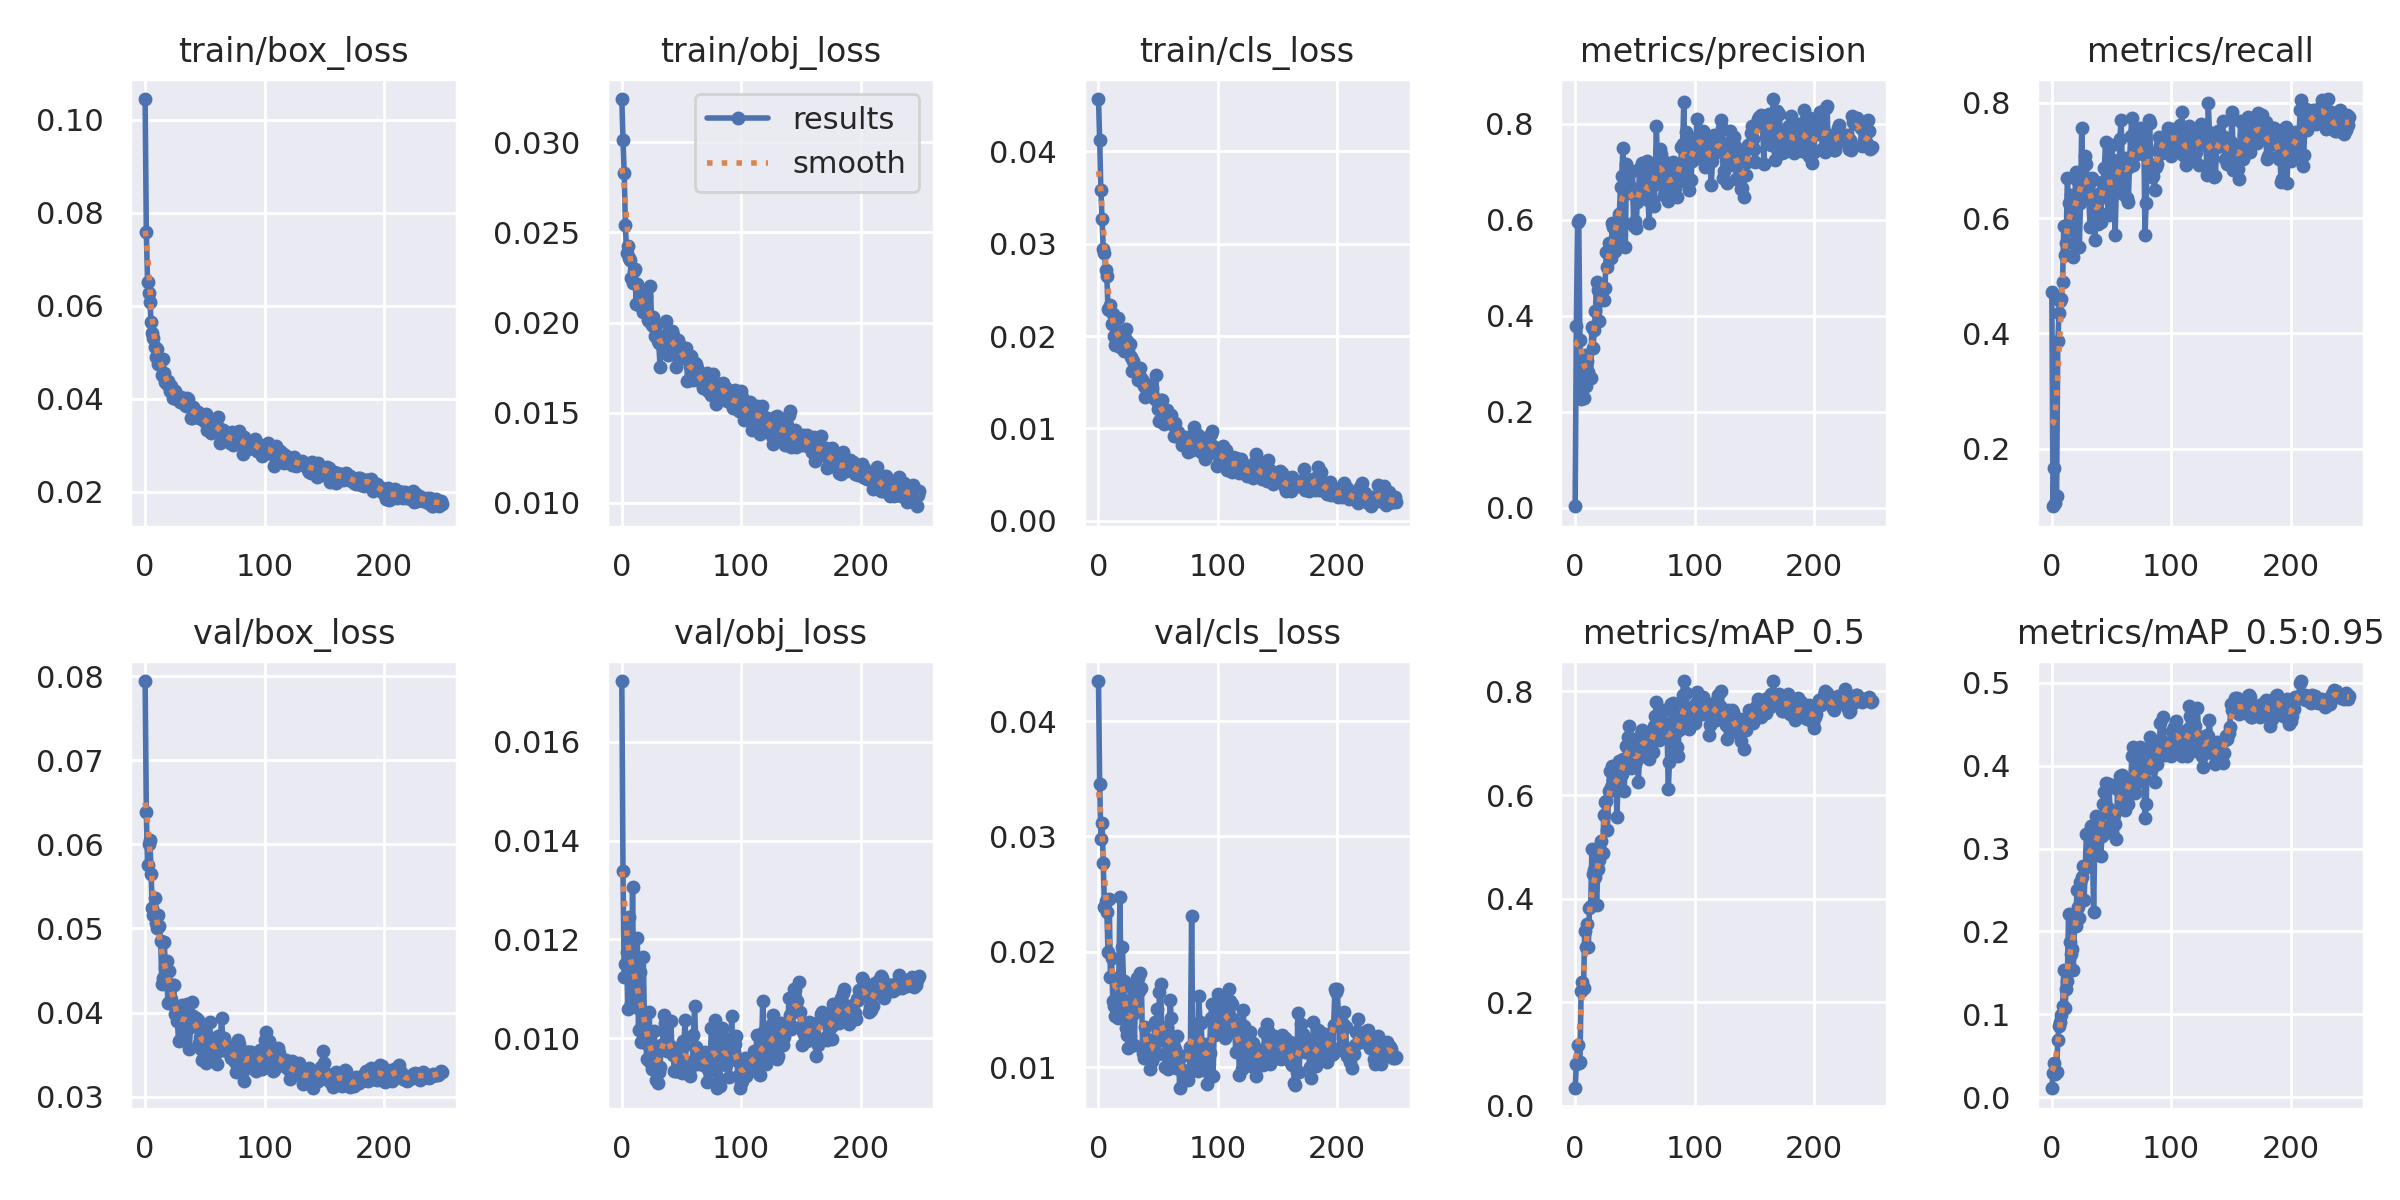 train/box_loss
train/obj_loss
train/cls_loss
metrics/precision
metrics/recall
0.10
0.08
0.06
0.04
0.02
0 100 200
results
smooth
0.030
0.025
0.020
0.015
0.010
0 100 200
0.04
0.03
0.02
0.01
0.00
0 100 200
0.8
0.6
0.4
0.2
0.0
0 100 200
0.8
0.6
0.4
0.2
0 100 200
val/box_loss
val/obj_loss
val/cls_loss
metrics/mAP_0.5
metrics/mAP_0.5:0.95
0.08
0.07
0.06
0.05
0.04
0.03
0 100 200
0.016
0.014
0.012
0.010
0 100 200
0.04
0.03
0.02
0.01
0 100 200
0.8
0.6
0.4
0.2
0.0
0 100 200
0.5
0.4
0.3
0.2
0.1
0.0
0 100 200